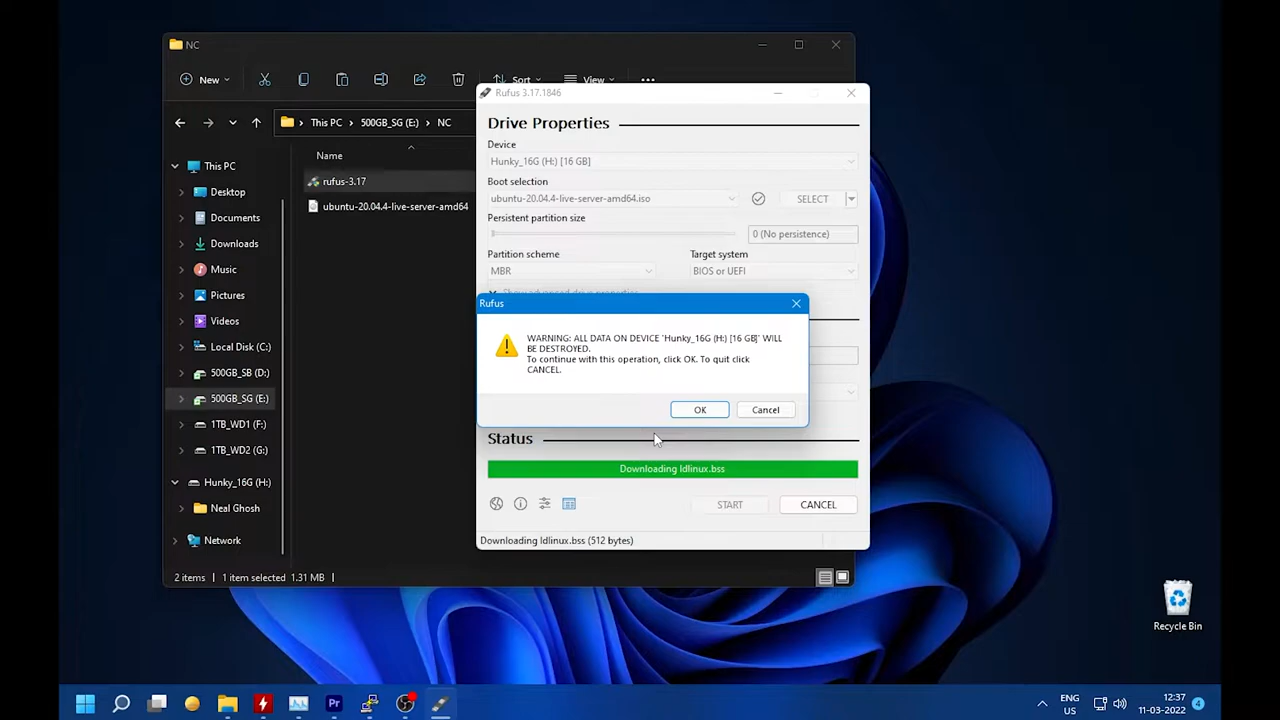 NC
New
Sort
View
This PC
500GB_SG (E:)
NC
Name
This PC
Desktop
Documents
Downloads
Music
Pictures
Videos
Local Disk (C:)
500GB_SB (D:)
500GB_SG (E:)
1TB_WD1 (F:)
1TB_WD2 (G:)
Hunky_16G (H:)
Neal Ghosh
Network
rufus-3.17
ubuntu-20.04.4-live-server-amd64
2 items
1 item selected 1.31 MB
Rufus 3.17.1846
Drive Properties
Device
Hunky_16G (H:) [16 GB]
Boot selection
ubuntu-20.04.4-live-server-amd64.iso
SELECT
Persistent partition size
0 (No persistence)
Partition scheme
Target system
MBR
BIOS or UEFI
Show advanced drive properties
Rufus
WARNING: ALL DATA ON DEVICE 'Hunky_16G (H:) [16 GB]' WILL
BE DESTROYED.
To continue with this operation, click OK. To quit click
CANCEL.
OK
Cancel
Status
Downloading ldlinux.bss
START
CANCEL
Downloading ldlinux.bss (512 bytes)
Recycle Bin
Pr
ENG
US
12:37
11-03-2022
4